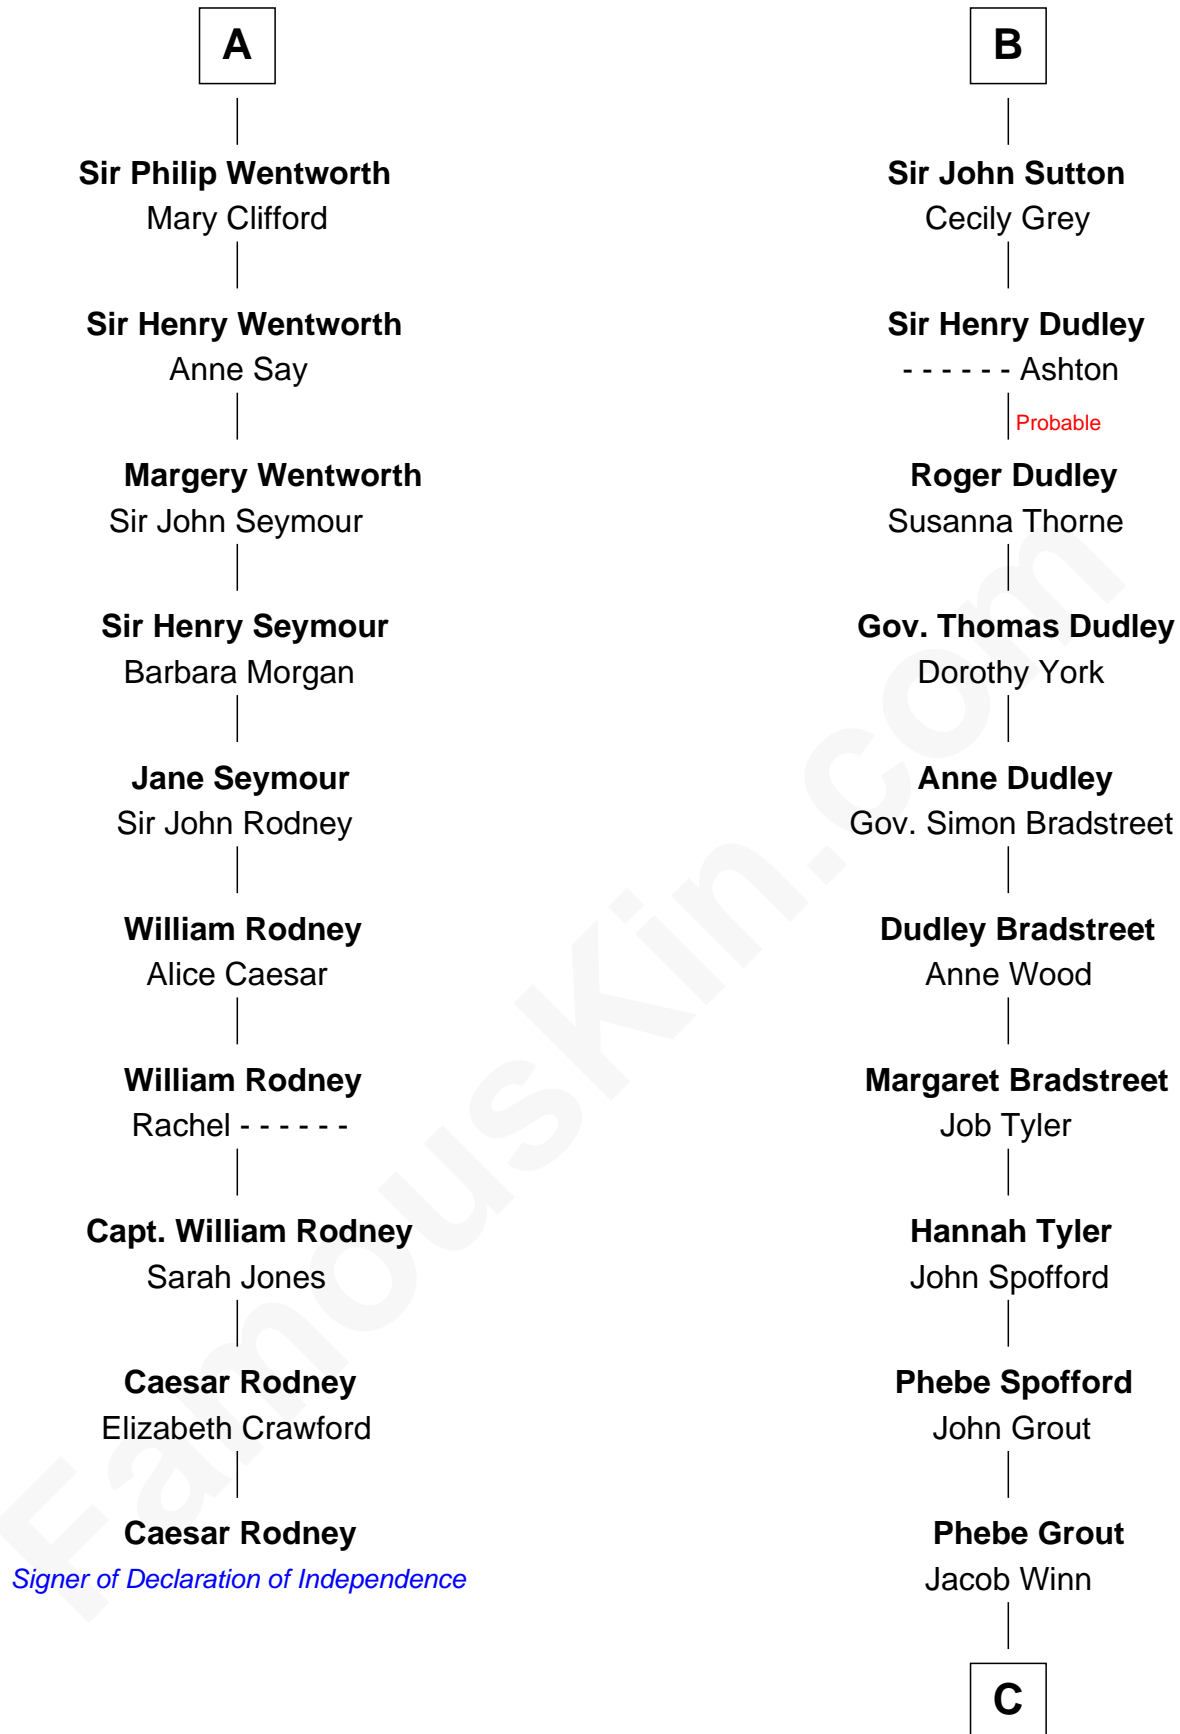 A
Sir Philip Wentworth
Mary Clifford
Sir Henry Wentworth
Anne Say
Margery Wentworth
Sir John Seymour
Sir Henry Seymour
Barbara Morgan
Jane Seymour
Sir John Rodney
William Rodney
Alice Caesar
William Rodney
Rachel - - - - - -
Capt. William Rodney
Sarah Jones
Caesar Rodney
Elizabeth Crawford
Caesar Rodney
Signer of Declaration of Independence
B
Sir John Sutton
Cecily Grey
Sir Henry Dudley
- - - - - - Ashton
Probable
Roger Dudley
Susanna Thorne
Gov. Thomas Dudley
Dorothy York
Anne Dudley
Gov. Simon Bradstreet
Dudley Bradstreet
Anne Wood
Margaret Bradstreet
Job Tyler
Hannah Tyler
John Spofford
Phebe Spofford
John Grout
Phebe Grout
Jacob Winn
C
FamousKin.com